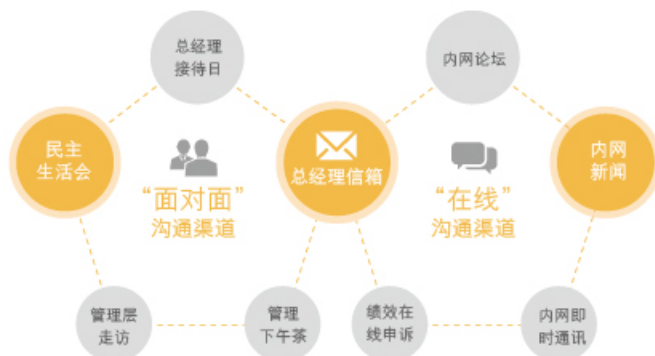 总经理
接待日
内网论坛
民主
生活会
总经理信箱
内网
新闻
“面对面”
沟通渠道
“在线”
沟通渠道
管理层
走访
管理
下午茶
绩效在
线申诉
内网即
时通讯